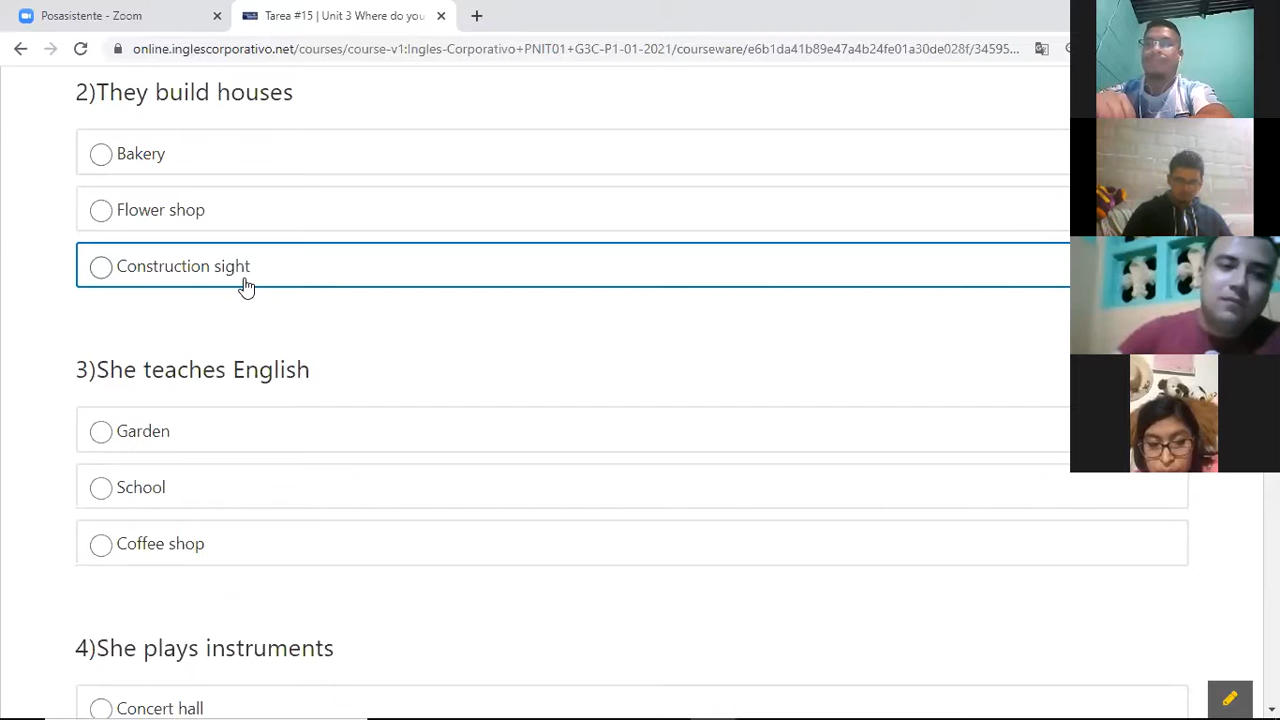 Posasistente - Zoom
Tarea #15 | Unit 3 Where do you
online.inglescorporativo.net/courses/course-v1:Ingles-Corporativo+PNIT01+G3C-P1-01-2021/courseware/e6b1da41b89e47a4b24fe01a30de028f/34595...
2)They build houses
Bakery
Flower shop
Construction sight
3)She teaches English
Garden
School
Coffee shop
4)She plays instruments
Concert hall